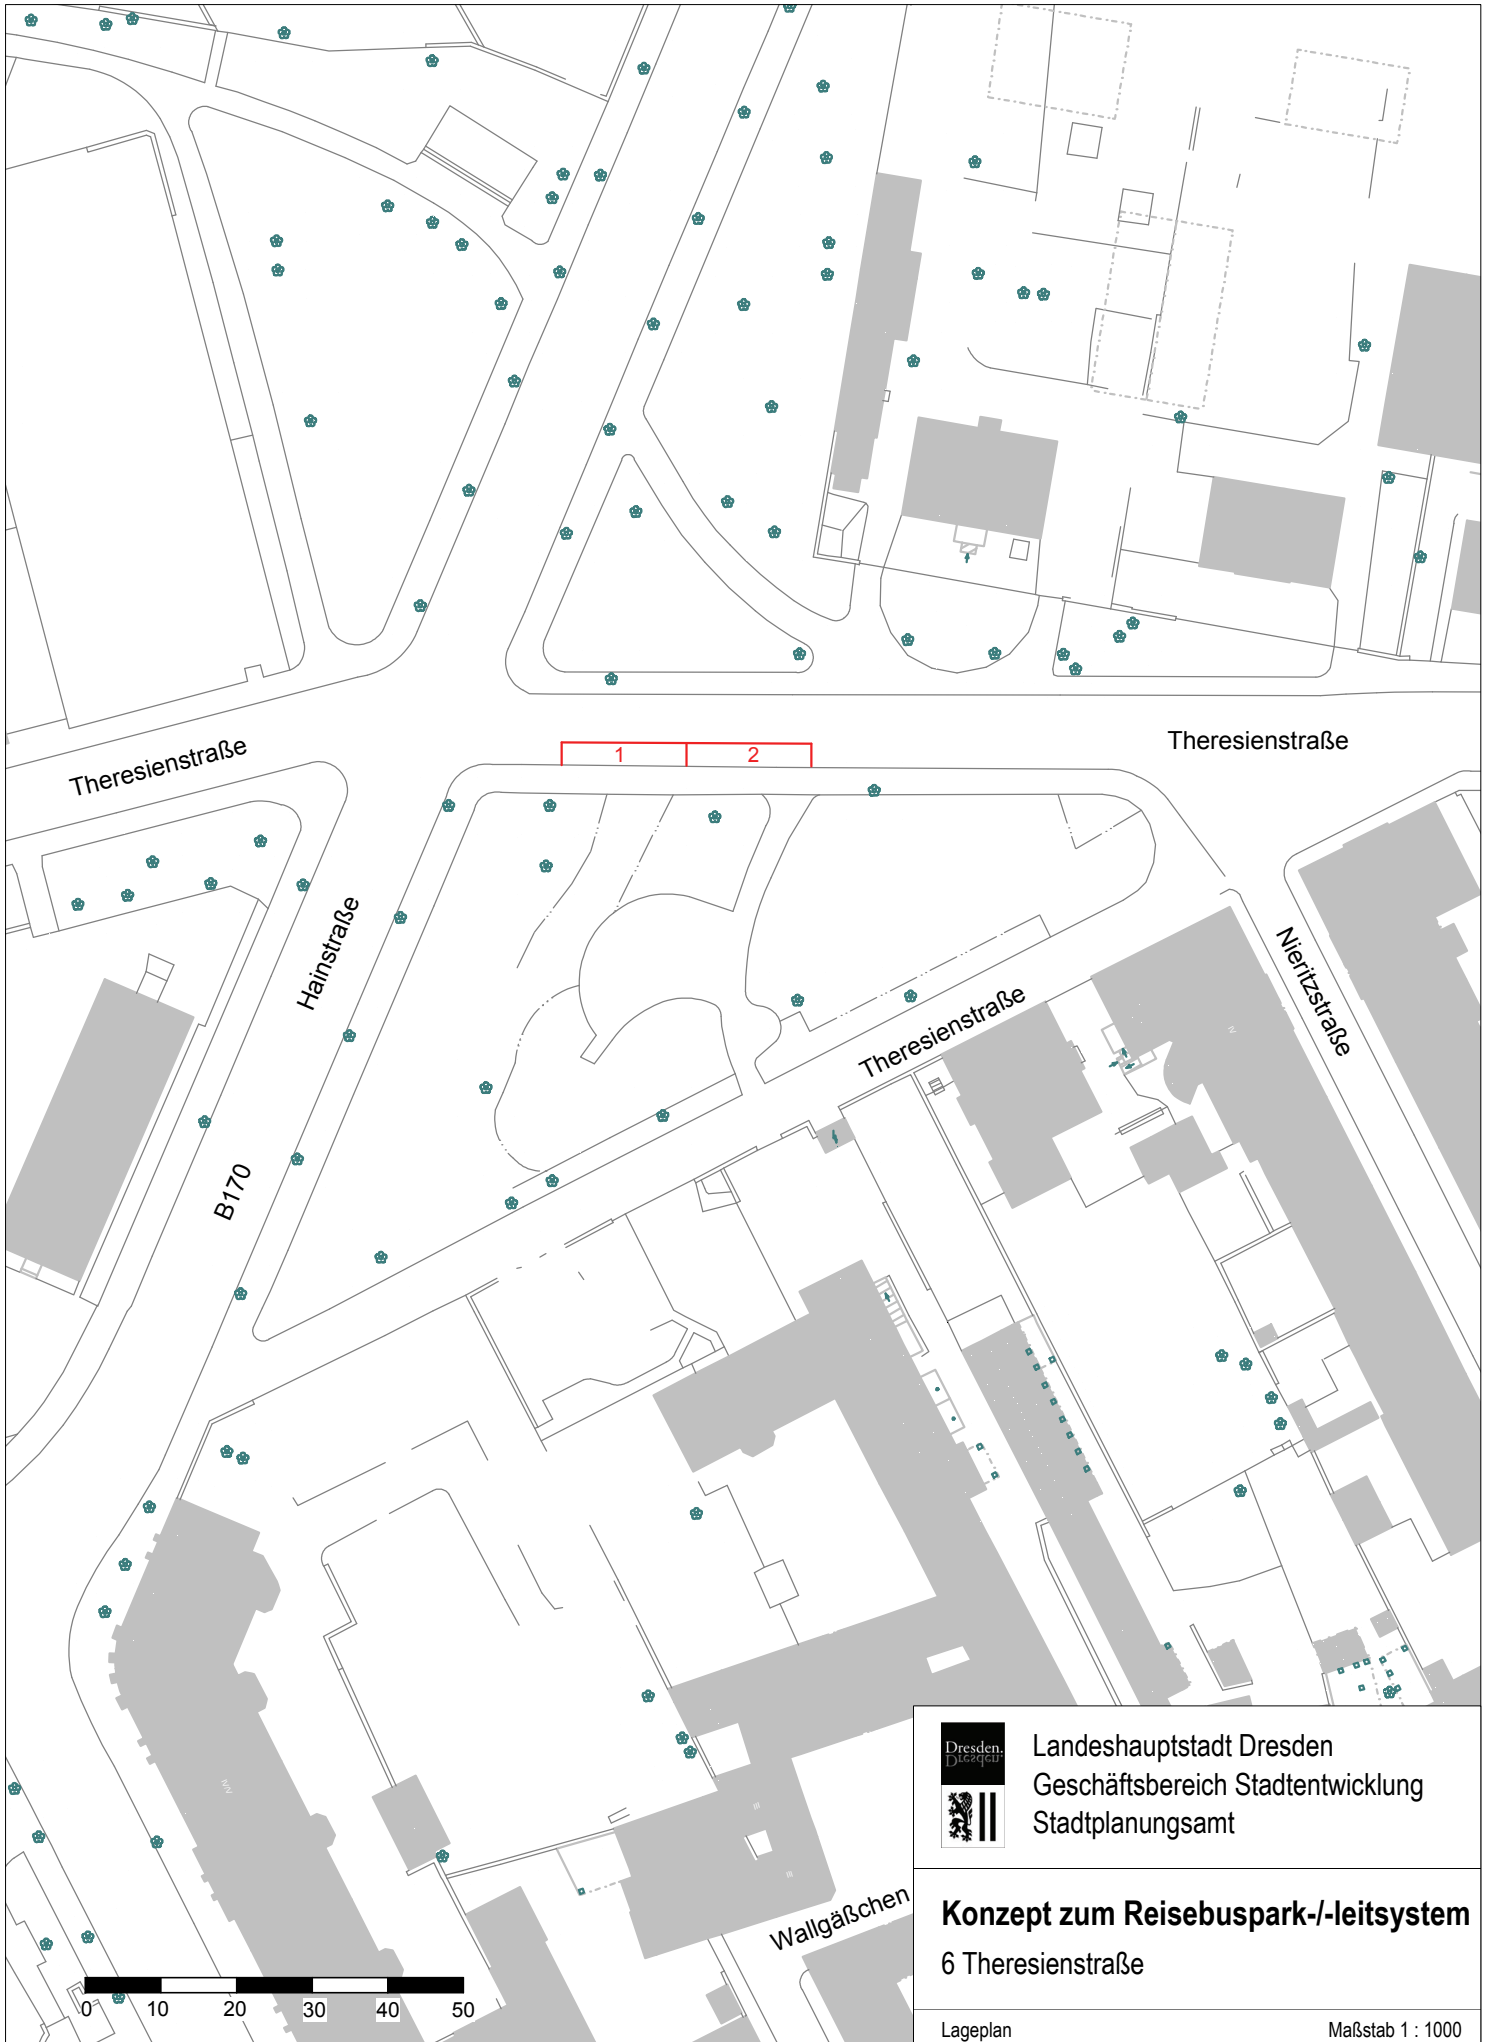 Theresienstraße
Theresienstraße
1
2
Hainstraße
Nieritzstraße
Theresienstraße
B170
Wallgäßchen
0 10 20 30 40 50
Dresden.
Landeshauptstadt Dresden
Geschäftsbereich Stadtentwicklung
Stadtplanungsamt
Konzept zum Reisebuspark-/-leitsystem
6 Theresienstraße
Lageplan
Maßstab 1 : 1000